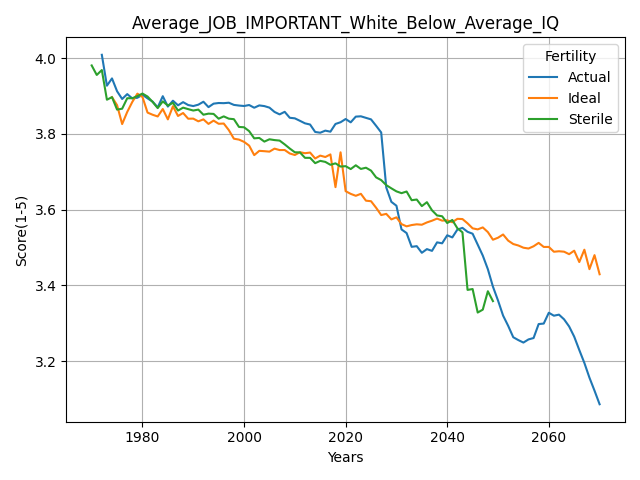 Average_JOB_IMPORTANT_White_Below_Average_IQ
Fertility
Actual
Ideal
Sterile
Score(1-5)
4.0
3.8
3.6
3.4
3.2
1980
2000
2020
2040
2060
Years